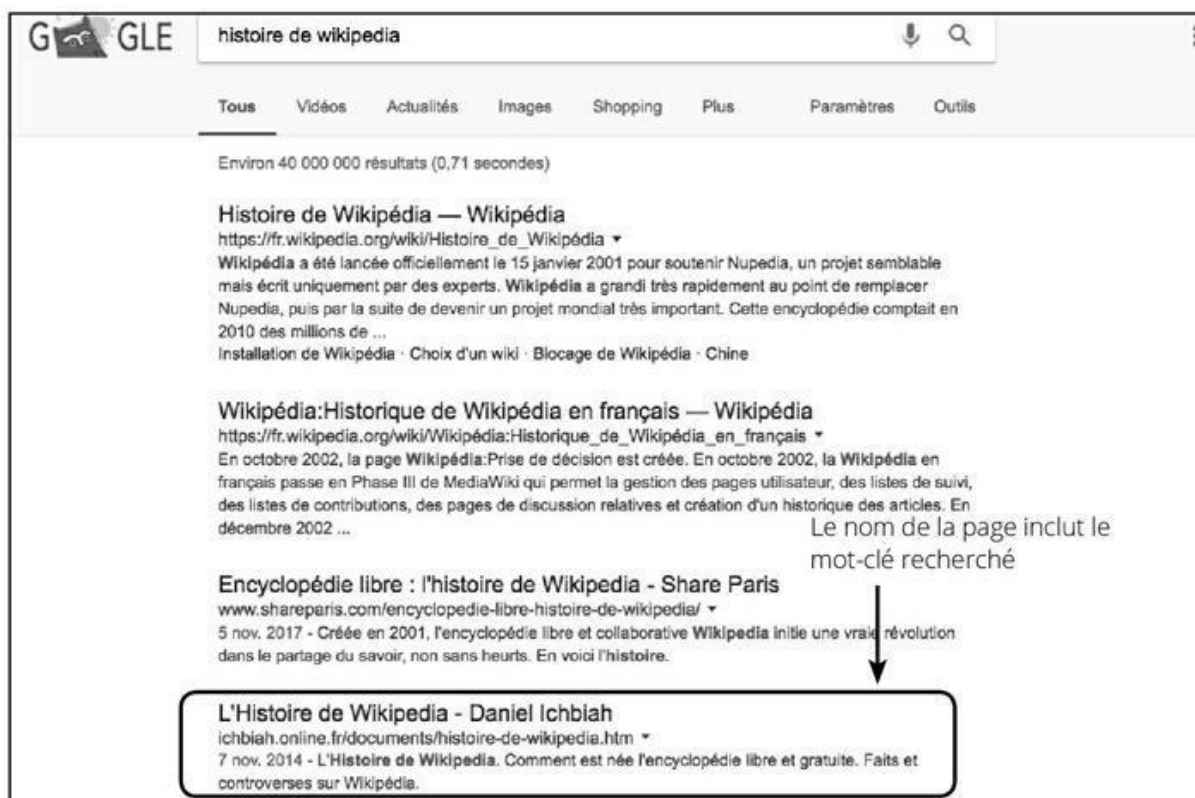 G GLE
histoire de wikipedia
Tous Vidéos Actualités Images Shopping Plus Paramètres Outils
Environ 40 000 000 résultats (0,71 secondes)
Histoire de Wikipédia — Wikipédia
https://fr.wikipedia.org/wiki/Histoire_de_Wikipédia
Wikipédia a été lancée officiellement le 15 janvier 2001 pour soutenir Nupedia, un projet semblable
mais écrit uniquement par des experts. Wikipédia a grandi très rapidement au point de remplacer
Nupedia, puis par la suite de devenir un projet mondial très important. Cette encyclopédie comptait en
2010 des millions de ...
Installation de Wikipédia · Choix d'un wiki · Blocage de Wikipédia · Chine
Wikipédia:Historique de Wikipédia en français — Wikipédia
https://fr.wikipedia.org/wiki/Wikipédia:Historique_de_Wikipédia_en_français
En octobre 2002, la page Wikipédia:Prise de décision est créée. En octobre 2002, la Wikipédia en
français passe en Phase III de MediaWiki qui permet la gestion des pages utilisateur, des listes de suivi,
des listes de contributions, des pages de discussion relatives et création d'un historique des articles. En
décembre 2002 ...
Le nom de la page inclut le
mot-clé recherché
Encyclopédie libre : l'histoire de Wikipedia - Share Paris
www.shareparis.com/encyclopedie-libre-histoire-de-wikipedia/
5 nov. 2017 - Créée en 2001, l'encyclopédie libre et collaborative Wikipedia initie une vraie révolution
dans le partage du savoir, non sans heurts. En voici l'histoire.
L'Histoire de Wikipedia - Daniel Ichbiah
ichbiah.online.fr/documents/histoire-de-wikipedia.htm
7 nov. 2014 - L'Histoire de Wikipedia. Comment est née l'encyclopédie libre et gratuite. Faits et
controverses sur Wikipédia.